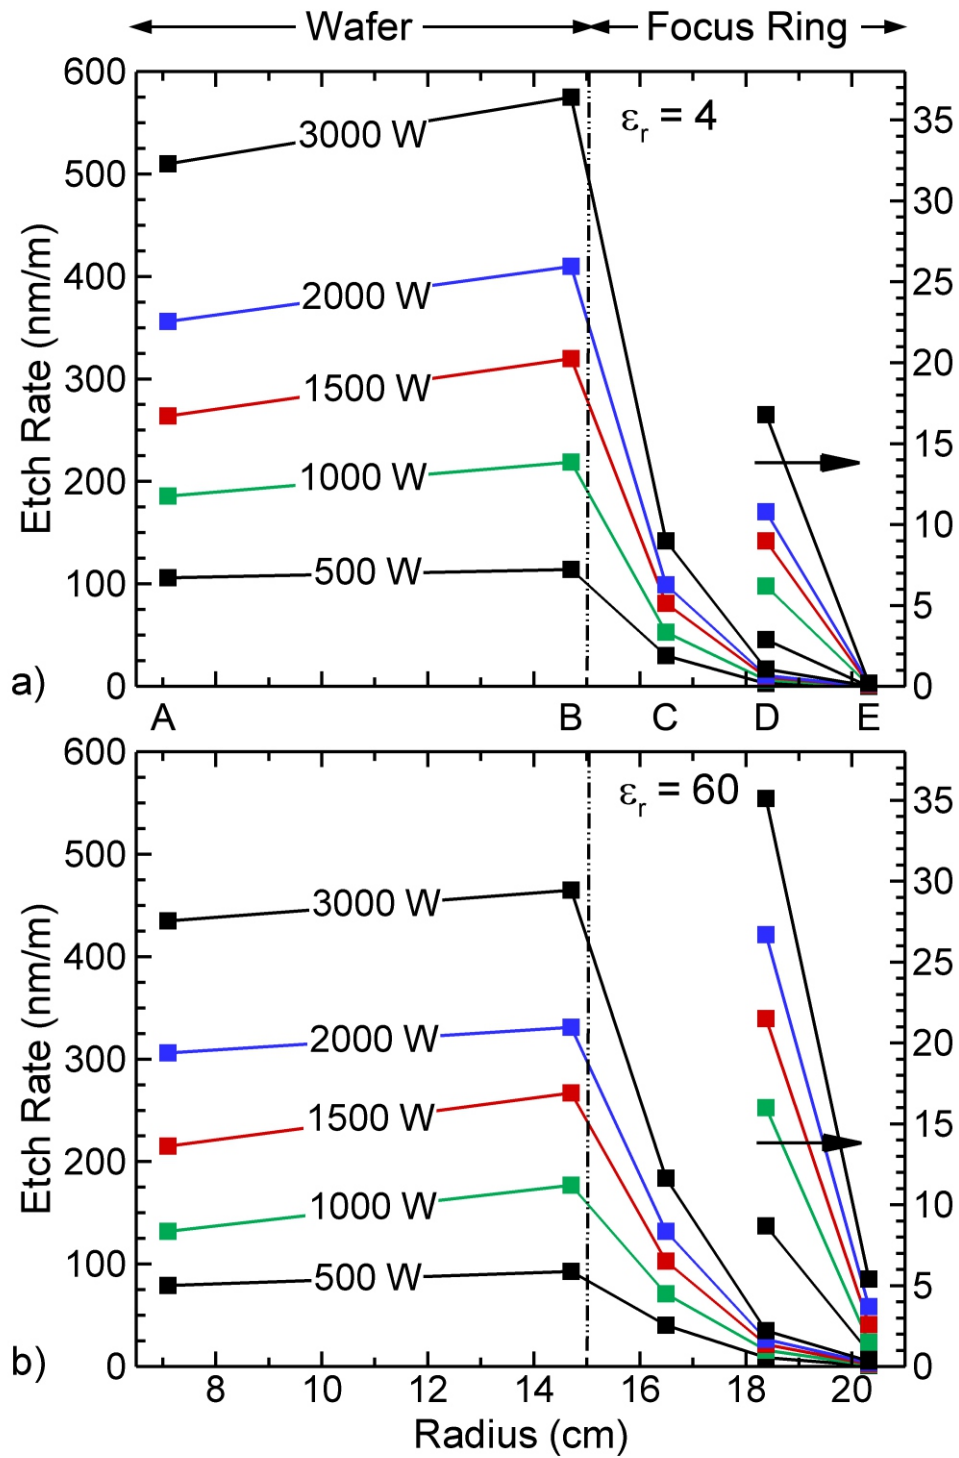 Wafer Focus Ring
600
εr = 4
3000 W
35
500
30
400
2000 W
25
Etch Rate (nm/m)
300
1500 W
20
15
200
1000 W
10
100
500 W
5
a) 0 0
A B C D E
600
εr = 60
35
500
3000 W
30
400
25
Etch Rate (nm/m)
2000 W
300
20
1500 W
200
15
1000 W
10
100
500 W
5
b) 0 0
8 10 12 14 16 18 20
Radius (cm)